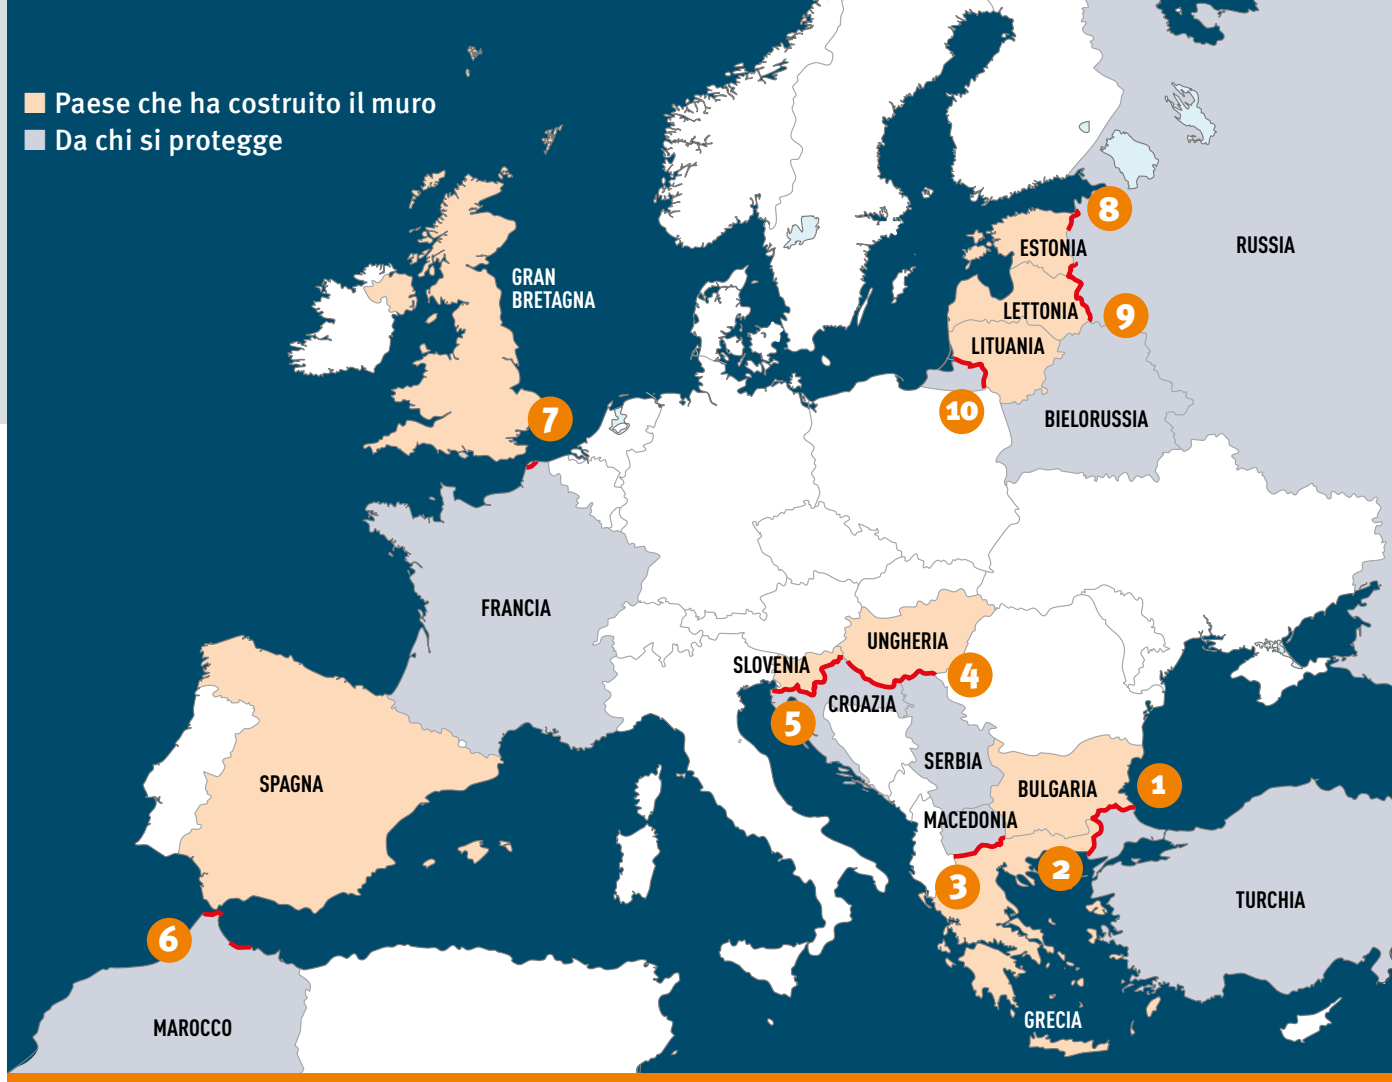 Paese che ha costruito il muro
Da chi si protegge
8
ESTONIA
RUSSIA
GRAN
BRETAGNA
LETTONIA
9
LITUANIA
10
BIELORUSSIA
7
FRANCIA
UNGHERIA
SLOVENIA
4
CROAZIA
5
SERBIA
SPAGNA
BULGARIA
1
MACEDONIA
2
3
TURCHIA
6
GRECIA
MAROCCO